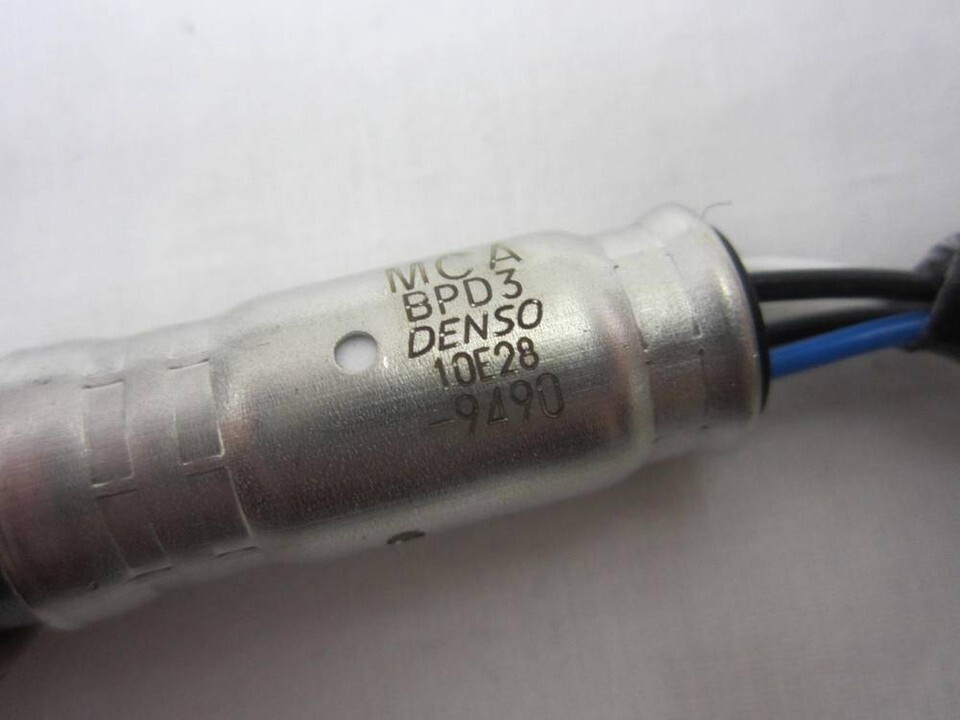 MCA
BPD3
DENSO
10E28
-9490